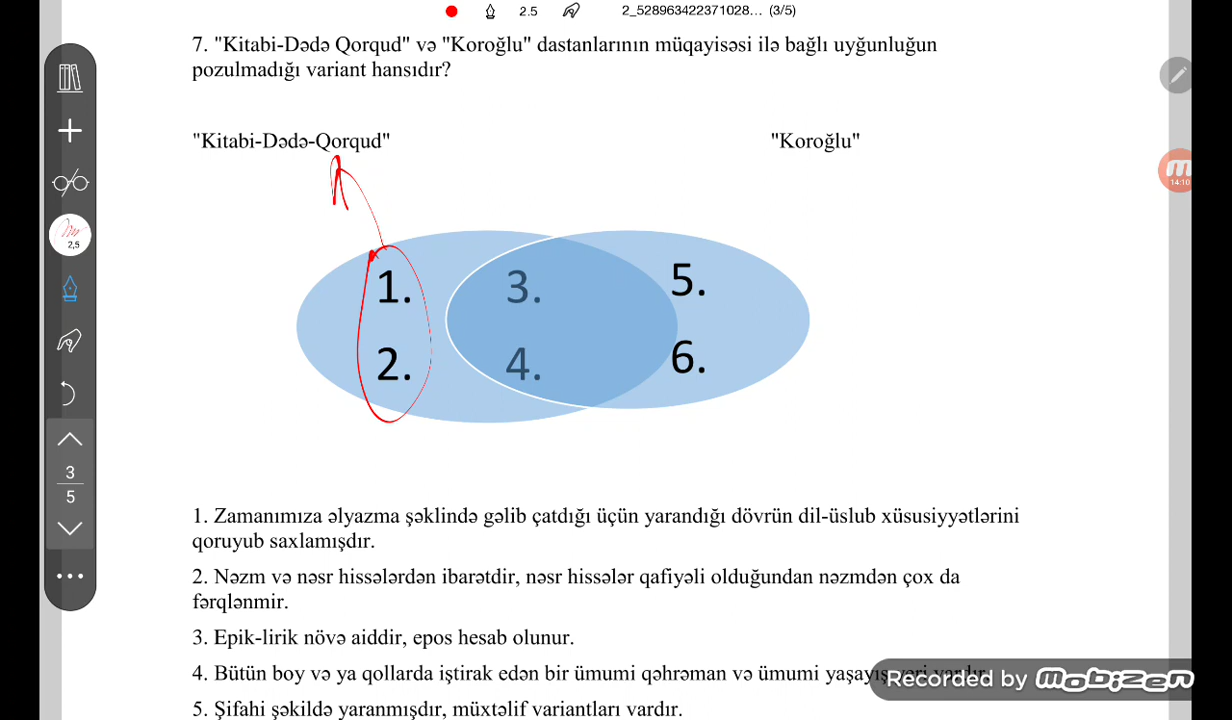 2.5 2_528963422371028... (3/5)
7. "Kitabi-Dədə Qorqud" və "Koroğlu" dastanlarının müqayisəsi ilə bağlı uyğunluğun
pozulmadığı variant hansıdır?
"Kitabi-Dədə-Qorqud" "Koroğlu"
14:10
2,5
1. 3. 5.
2. 4. 6.
3
5
1. Zamanımıza əlyazma şəklində gəlib çatdığı üçün yarandığı dövrün dil-üslub xüsusiyyətlərini
qoruyub saxlamışdır.
2. Nəzm və nəsr hissələrdən ibarətdir, nəsr hissələr qafiyəli olduğundan nəzmdən çox da
fərqlənmir.
3. Epik-lirik növə aiddir, epos hesab olunur.
4. Bütün boy və ya qollarda iştirak edən bir ümumi qəhrəman və ümumi yaşayış
Recorded by mobizen
5. Şifahi şəkildə yaranmışdır, müxtəlif variantları vardır.